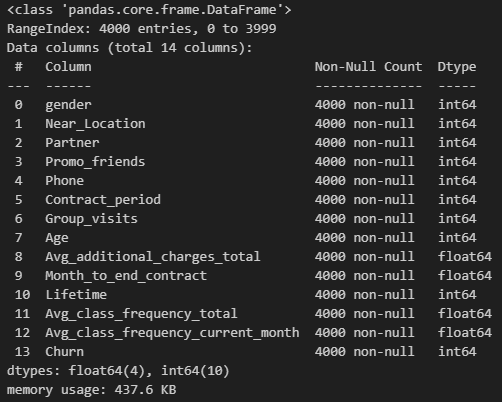 <class 'pandas.core.frame.DataFrame'>
RangeIndex: 4000 entries, 0 to 3999
Data columns (total 14 columns):
 #   Column                             Non-Null Count  Dtype
---  ------                             --------------  -----
 0   gender                             4000 non-null   int64
 1   Near_Location                      4000 non-null   int64
 2   Partner                            4000 non-null   int64
 3   Promo_friends                      4000 non-null   int64
 4   Phone                              4000 non-null   int64
 5   Contract_period                    4000 non-null   int64
 6   Group_visits                       4000 non-null   int64
 7   Age                                4000 non-null   int64
 8   Avg_additional_charges_total       4000 non-null   float64
 9   Month_to_end_contract              4000 non-null   float64
 10  Lifetime                           4000 non-null   int64
 11  Avg_class_frequency_total          4000 non-null   float64
 12  Avg_class_frequency_current_month  4000 non-null   float64
 13  Churn                              4000 non-null   int64
dtypes: float64(4), int64(10)
memory usage: 437.6 KB